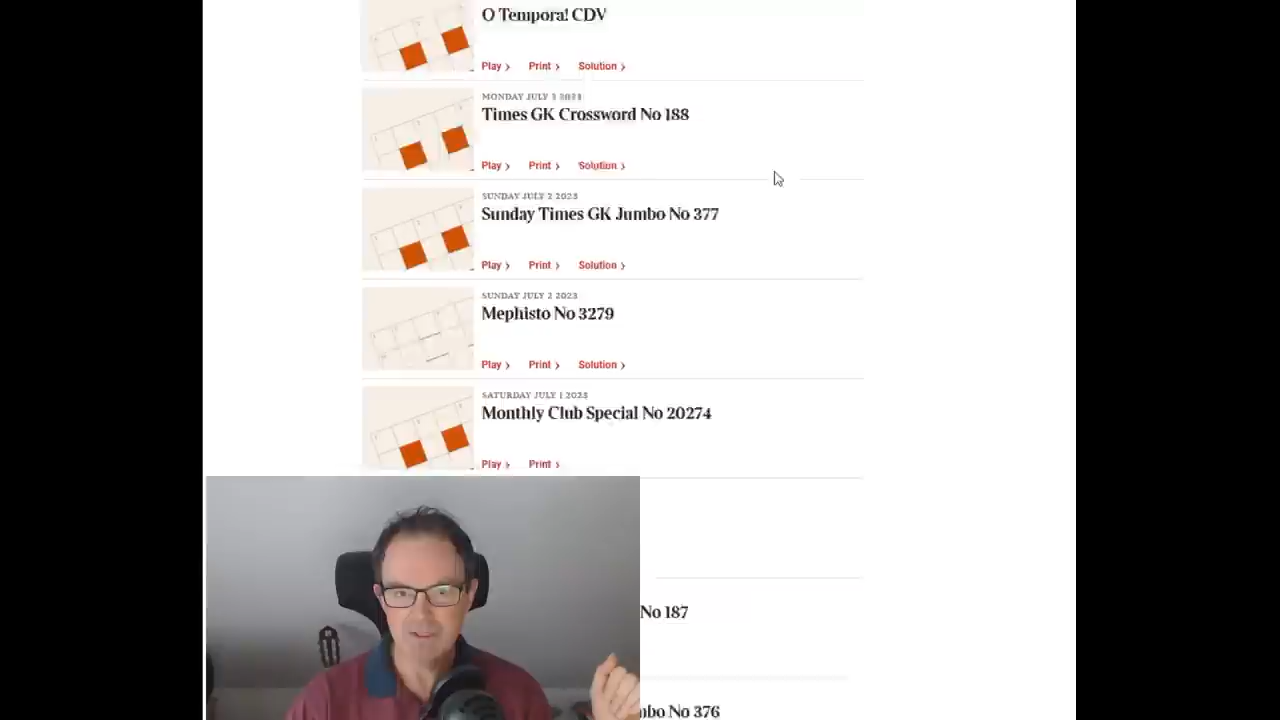 O Tempora! CDV
Play › Print › Solution ›
MONDAY JULY 3 2023
Times GK Crossword No 188
Play › Print › Solution ›
SUNDAY JULY 2 2023
Sunday Times GK Jumbo No 377
Play › Print › Solution ›
SUNDAY JULY 2 2023
Mephisto No 3279
Play › Print › Solution ›
SATURDAY JULY 1 2023
Monthly Club Special No 20274
Play › Print ›
No 187
No 376